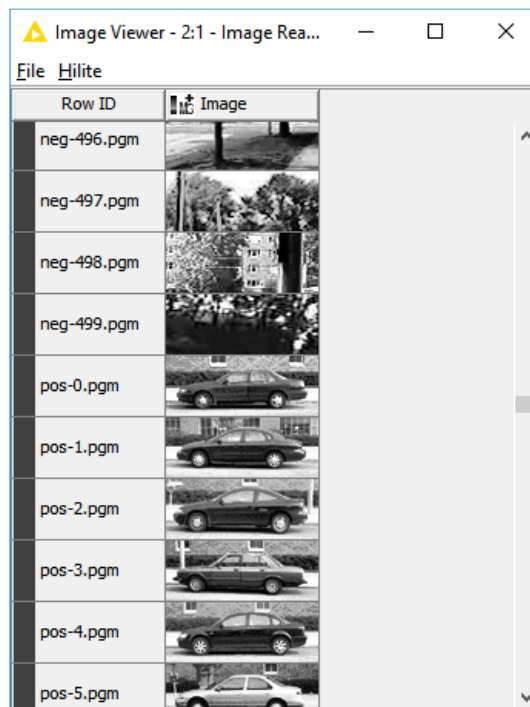 Image Viewer - 2:1 - Image Rea...
File Hilite
Row ID Image
neg-496.pgm
neg-497.pgm
neg-498.pgm
neg-499.pgm
pos-0.pgm
pos-1.pgm
pos-2.pgm
pos-3.pgm
pos-4.pgm
pos-5.pgm